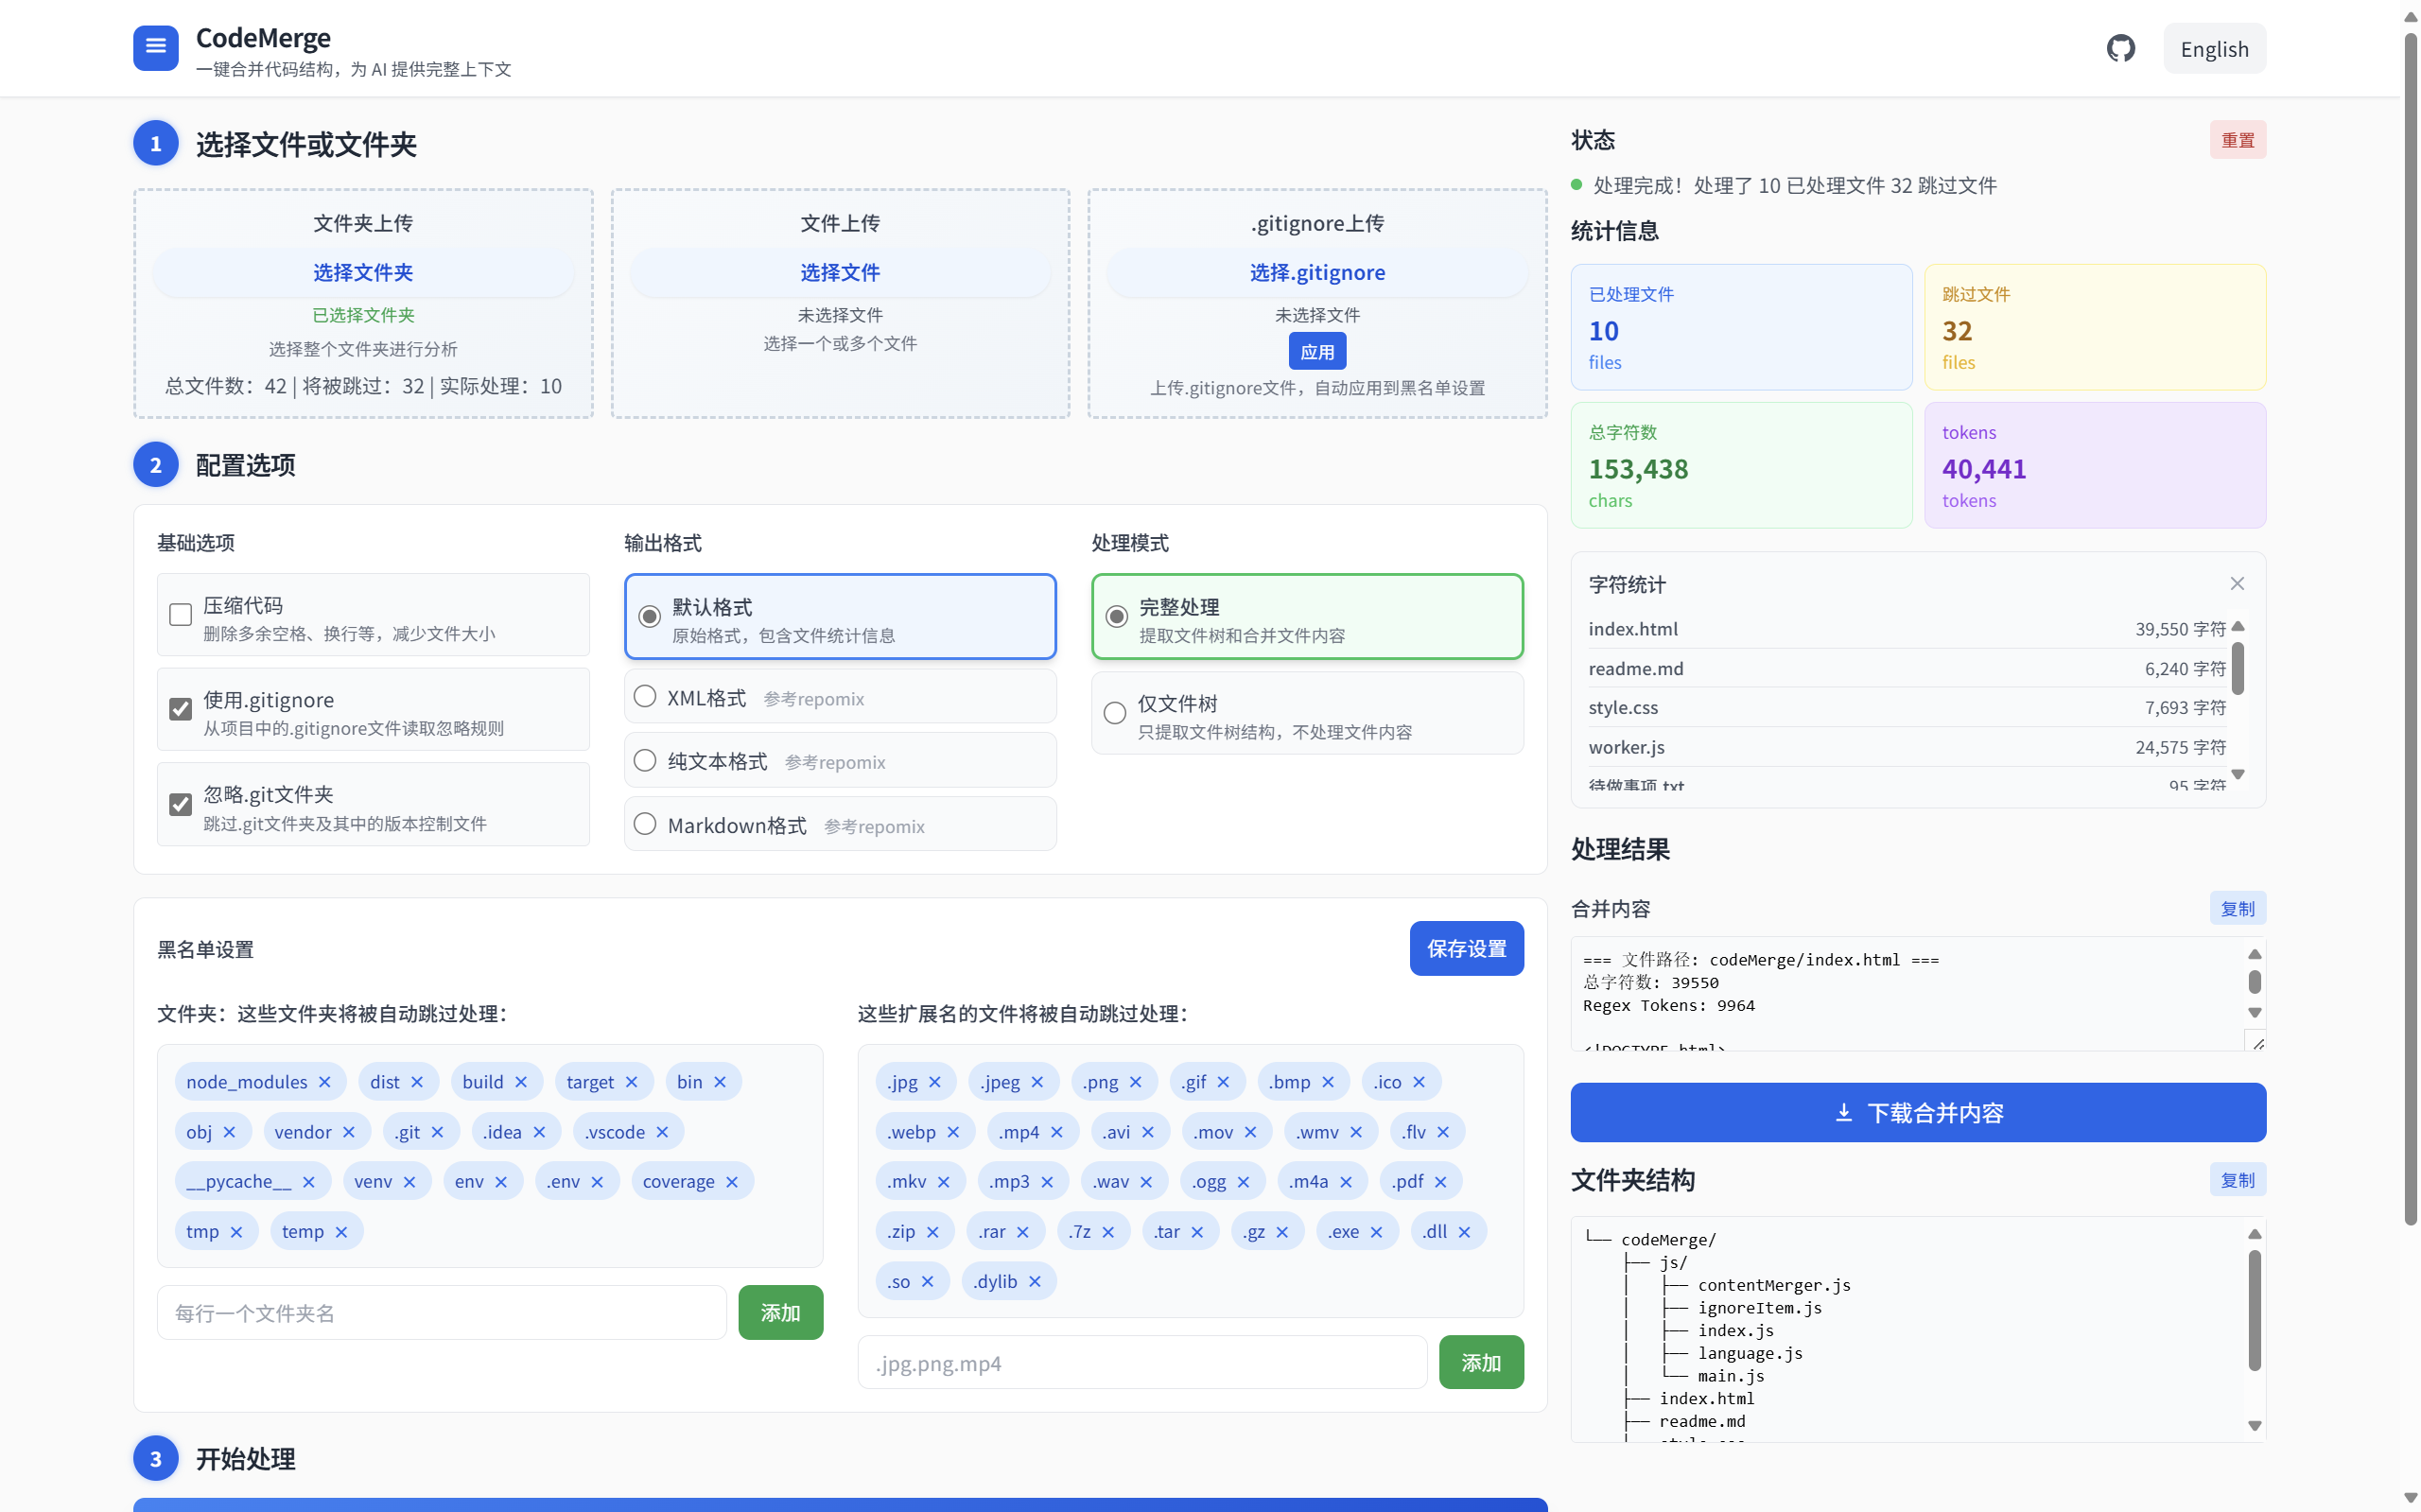 CodeMerge
一键合并代码结构，为 AI 提供完整上下文
English
1 选择文件或文件夹
文件夹上传
选择文件夹
已选择文件夹
选择整个文件夹进行分析
总文件数：42 | 将被跳过：32 | 实际处理：10
文件上传
选择文件
未选择文件
选择一个或多个文件
.gitignore上传
选择.gitignore
未选择文件
应用
上传.gitignore文件，自动应用到黑名单设置
2 配置选项
基础选项
压缩代码
删除多余空格、换行等，减少文件大小
使用.gitignore
从项目中的.gitignore文件读取忽略规则
忽略.git文件夹
跳过.git文件夹及其中的版本控制文件
输出格式
默认格式
原始格式，包含文件统计信息
XML格式 参考repomix
纯文本格式 参考repomix
Markdown格式 参考repomix
处理模式
完整处理
提取文件树和合并文件内容
仅文件树
只提取文件树结构，不处理文件内容
黑名单设置
保存设置
文件夹：这些文件夹将被自动跳过处理：
node_modules × dist × build × target × bin ×
obj × vendor × .git × .idea × .vscode ×
__pycache__ × venv × env × .env × coverage ×
tmp × temp ×
每行一个文件夹名
添加
这些扩展名的文件将被自动跳过处理：
.jpg × .jpeg × .png × .gif × .bmp × .ico ×
.webp × .mp4 × .avi × .mov × .wmv × .flv ×
.mkv × .mp3 × .wav × .ogg × .m4a × .pdf ×
.zip × .rar × .7z × .tar × .gz × .exe × .dll ×
.so × .dylib ×
.jpg.png.mp4
添加
3 开始处理
状态
重置
处理完成！处理了 10 已处理文件 32 跳过文件
统计信息
已处理文件
10
files
跳过文件
32
files
总字符数
153,438
chars
tokens
40,441
tokens
字符统计
index.html 39,550 字符
readme.md 6,240 字符
style.css 7,693 字符
worker.js 24,575 字符
待做事项.txt 95 字符
处理结果
合并内容
复制
=== 文件路径: codeMerge/index.html ===
总字符数: 39550
Regex Tokens: 9964
<!DOCTYPE html>
下载合并内容
文件夹结构
复制
└── codeMerge/
├── js/
│ ├── contentMerger.js
│ ├── ignoreItem.js
│ ├── index.js
│ ├── language.js
│ └── main.js
├── index.html
├── readme.md
├── style.css